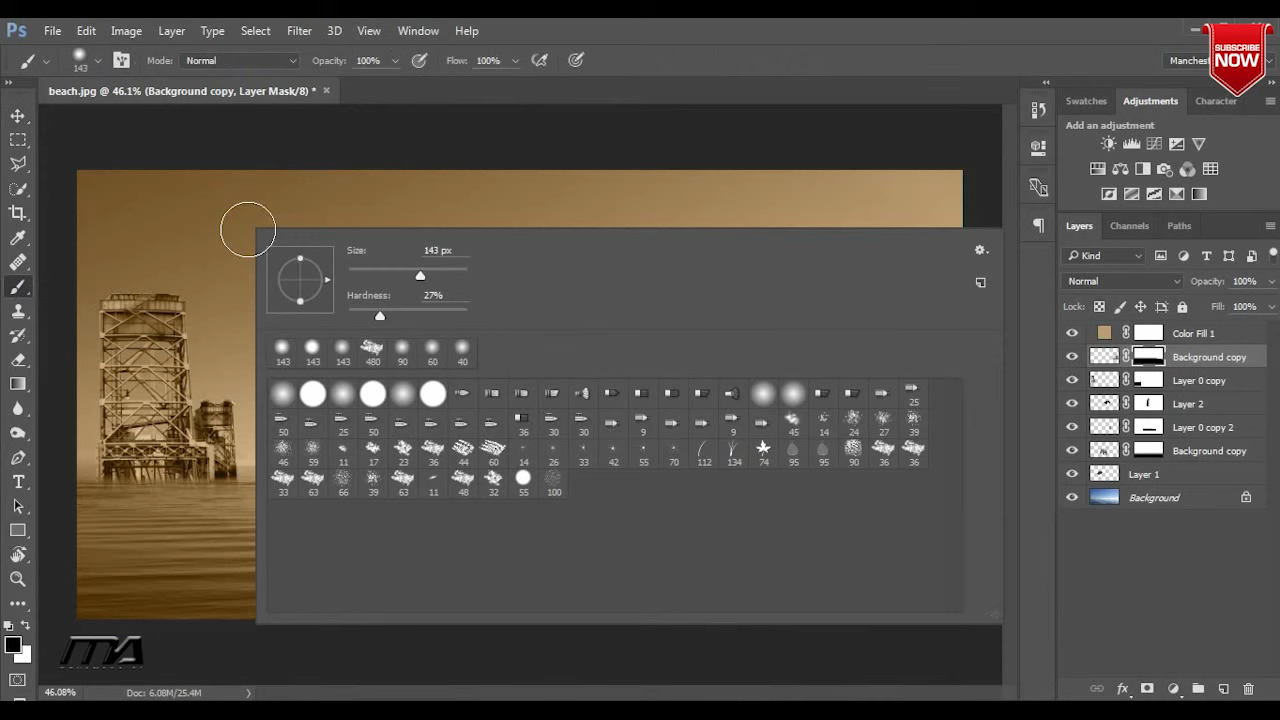 Ps File Edit Image Layer Type Select Filter 3D View Window Help
SUBSCRIBE
NOW
143 Mode: Normal Opacity: 100% Flow: 100% Manchest
beach.jpg @ 46.1% (Background copy, Layer Mask/8) * ×
Swatches Adjustments Character
Add an adjustment
Size: 143 px
Hardness: 27%
143 143 143 480 90 60 40
25
50 25 50 36 30 30 9 9 45 14 24 27 39
46 59 11 17 23 36 44 60 14 26 33 42 55 70 112 134 74 95 95 90 36 36
33 63 66 39 63 11 48 32 55 100
Layers Channels Paths
Kind
Normal Opacity: 100%
Lock: Fill: 100%
Color Fill 1
Background copy
Layer 0 copy
Layer 2
Layer 0 copy 2
Background copy
Layer 1
Background
fx
MA
46.08% Doc: 6.08M/25.4M